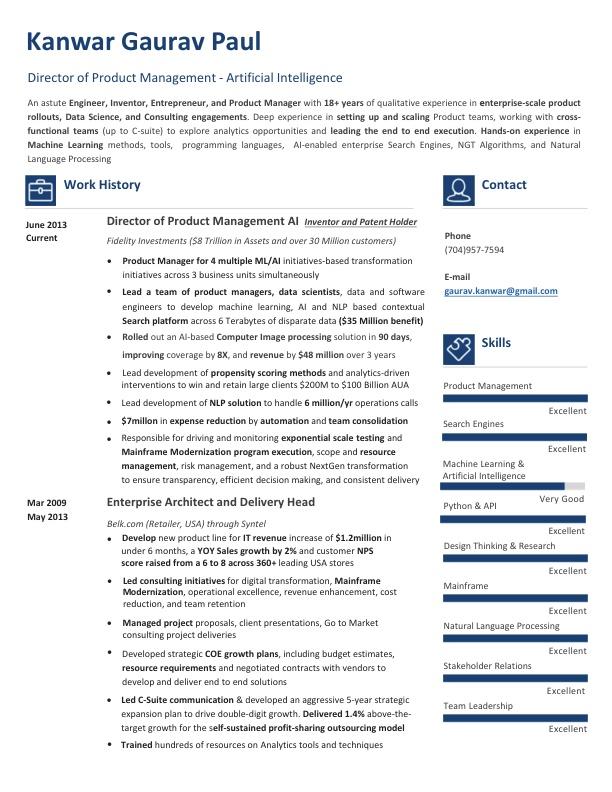 Kanwar Gaurav Paul
Director of Product Management - Artificial Intelligence
An astute Engineer, Inventor, Entrepreneur, and Product Manager with 18+ years of qualitative experience in enterprise-scale product
rollouts, Data Science, and Consulting engagements. Deep experience in setting up and scaling Product teams, working with cross-
functional teams (up to C-suite) to explore analytics opportunities and leading the end to end execution. Hands-on experience in
Machine Learning methods, tools, programming languages, AI-enabled enterprise Search Engines, NGT Algorithms, and Natural
Language Processing
Work History
June 2013
Current
Director of Product Management AI Inventor and Patent Holder
Fidelity Investments ($8 Trillion in Assets and over 30 Million customers)
• Product Manager for 4 multiple ML/AI initiatives-based transformation
initiatives across 3 business units simultaneously
• Lead a team of product managers, data scientists, data and software
engineers to develop machine learning, AI and NLP based contextual
Search platform across 6 Terabytes of disparate data ($35 Million benefit)
• Rolled out an AI-based Computer Image processing solution in 90 days,
improving coverage by 8X, and revenue by $48 million over 3 years
• Lead development of propensity scoring methods and analytics-driven
interventions to win and retain large clients $200M to $100 Billion AUA
• Lead development of NLP solution to handle 6 million/yr operations calls
• $7millon in expense reduction by automation and team consolidation
• Responsible for driving and monitoring exponential scale testing and
Mainframe Modernization program execution, scope and resource
management, risk management, and a robust NextGen transformation
to ensure transparency, efficient decision making, and consistent delivery
Mar 2009
May 2013
Enterprise Architect and Delivery Head
Belk.com (Retailer, USA) through Syntel
• Develop new product line for IT revenue increase of $1.2million in
under 6 months, a YOY Sales growth by 2% and customer NPS
score raised from a 6 to 8 across 360+ leading USA stores
• Led consulting initiatives for digital transformation, Mainframe
Modernization, operational excellence, revenue enhancement, cost
reduction, and team retention
• Managed project proposals, client presentations, Go to Market
consulting project deliveries
• Developed strategic COE growth plans, including budget estimates,
resource requirements and negotiated contracts with vendors to
develop and deliver end to end solutions
• Led C-Suite communication & developed an aggressive 5-year strategic
expansion plan to drive double-digit growth. Delivered 1.4% above-the-
target growth for the self-sustained profit-sharing outsourcing model
• Trained hundreds of resources on Analytics tools and techniques
Contact
Phone
(704)957-7594
E-mail
gaurav.kanwar@gmail.com
Skills
Product Management
Excellent
Search Engines
Excellent
Machine Learning &
Artificial Intelligence
Very Good
Python & API
Excellent
Design Thinking & Research
Excellent
Mainframe
Excellent
Natural Language Processing
Excellent
Stakeholder Relations
Excellent
Team Leadership
Excellent